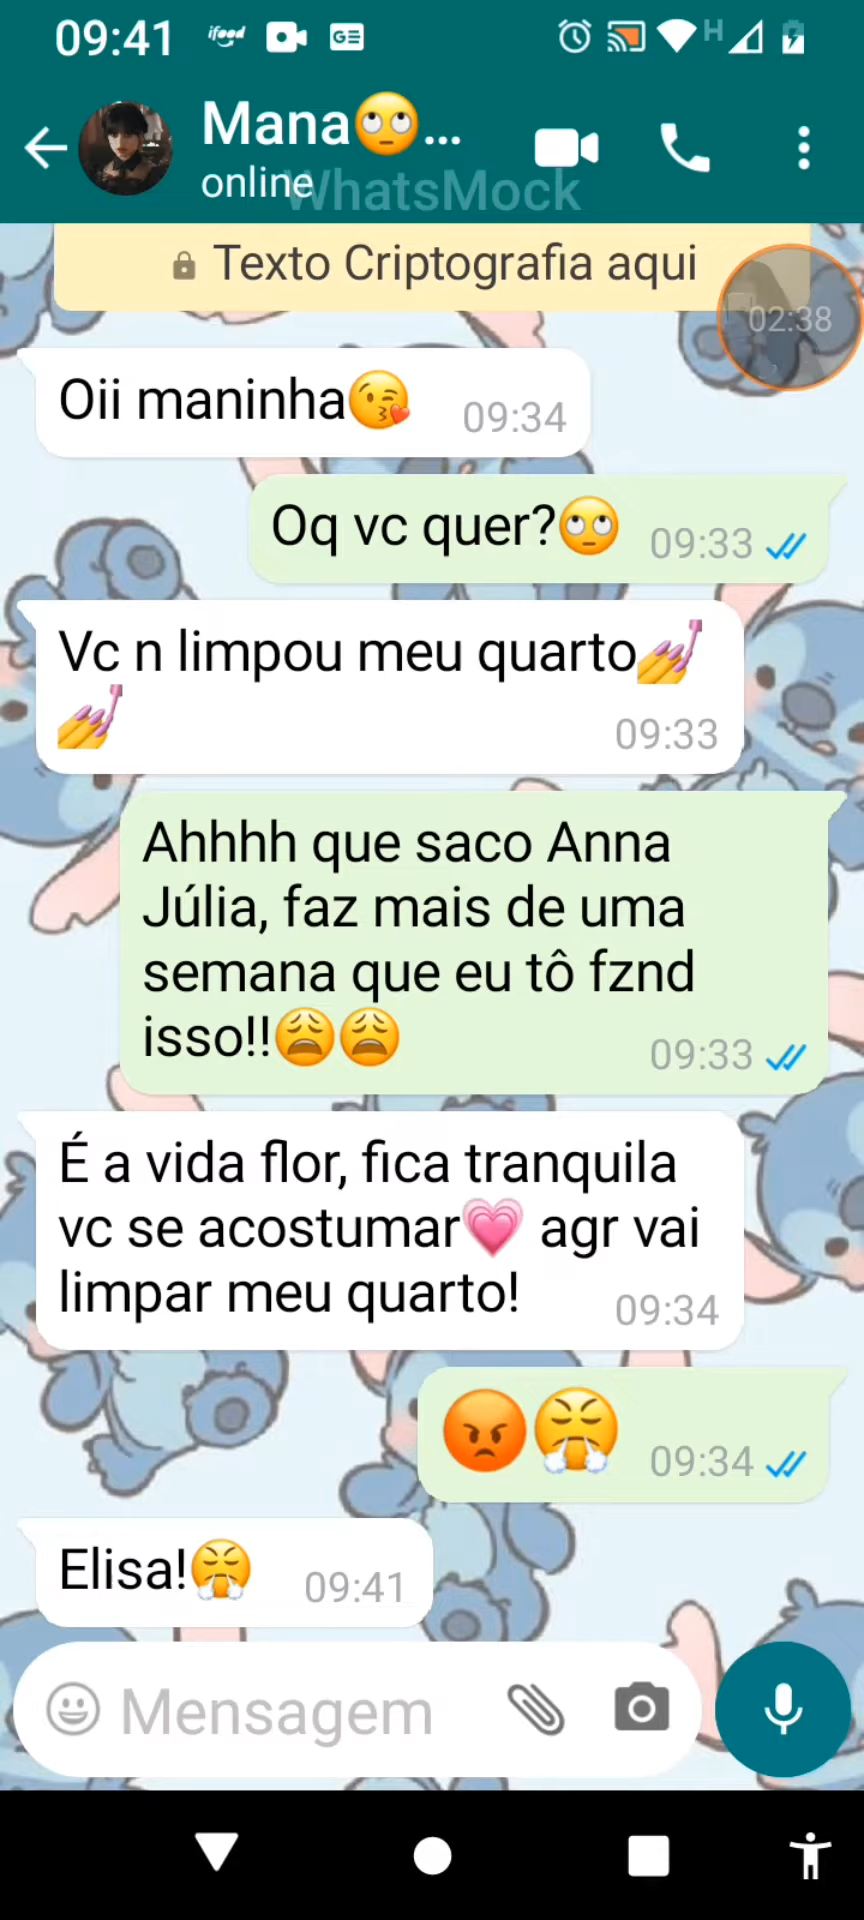 09:41 ifood GE H
Mana🙄...
online
WhatsMock
Texto Criptografia aqui
02:38
Oii maninha😘 09:34
Oq vc quer?🙄 09:33
Vc n limpou meu quarto💅
💅 09:33
Ahhhh que saco Anna
Júlia, faz mais de uma
semana que eu tô fznd
isso!!😩😩 09:33
É a vida flor, fica tranquila
vc se acostumar💗 agr vai
limpar meu quarto! 09:34
😡😤 09:34
Elisa!😤 09:41
Mensagem